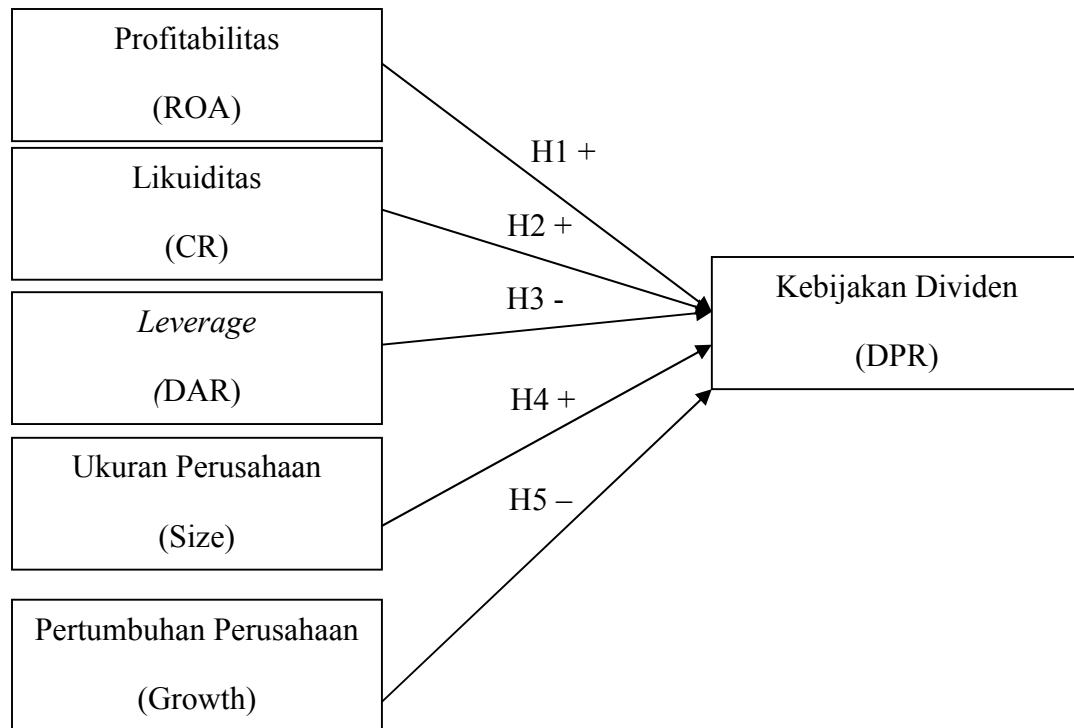 Profitabilitas
(ROA)
H1 +
Likuiditas
(CR)
H2 +
Leverage
(DAR)
H3 -
Kebijakan Dividen
(DPR)
Ukuran Perusahaan
(Size)
H4 +
Pertumbuhan Perusahaan
(Growth)
H5 –